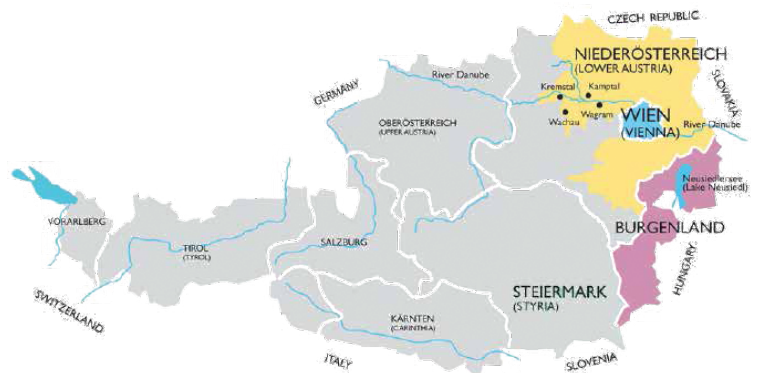 CZECH REPUBLIC
NIEDERÖSTERREICH
(LOWER AUSTRIA)
SLOVAKIA
River Danube
GERMANY
Kremstal
Kamptal
Wachau
Wagram
WIEN
(VIENNA)
River Danube
OBERÖSTERREICH
(UPPER AUSTRIA)
Neusiedlersee
(Lake Neusiedl)
VORARLBERG
TIROL
(TYROL)
SALZBURG
BURGENLAND
HUNGARY
STEIERMARK
(STYRIA)
KÄRNTEN
(CARINTHIA)
SWITZERLAND
ITALY
SLOVENIA